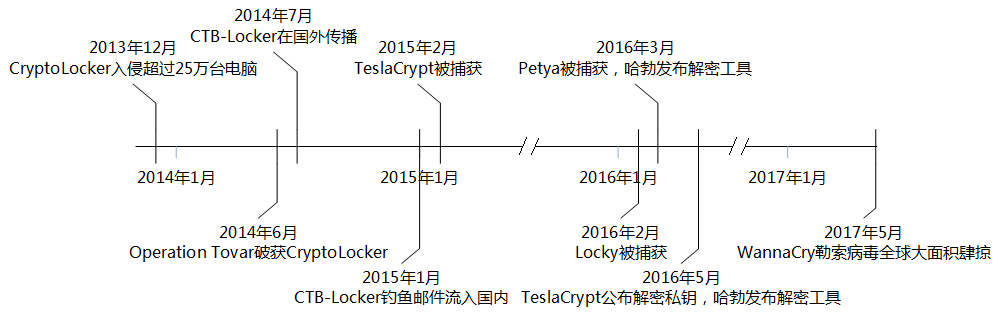 2014年7月
CTB-Locker在国外传播
2013年12月
CryptoLocker入侵超过25万台电脑
2015年2月
TeslaCrypt被捕获
2016年3月
Petya被捕获，哈勃发布解密工具
2014年1月
2015年1月
2016年1月
2017年1月
2014年6月
Operation Tovar破获CryptoLocker
2015年1月
CTB-Locker钓鱼邮件流入国内
2016年2月
Locky被捕获
2016年5月
TeslaCrypt公布解密私钥，哈勃发布解密工具
2017年5月
WannaCry勒索病毒全球大面积肆掠